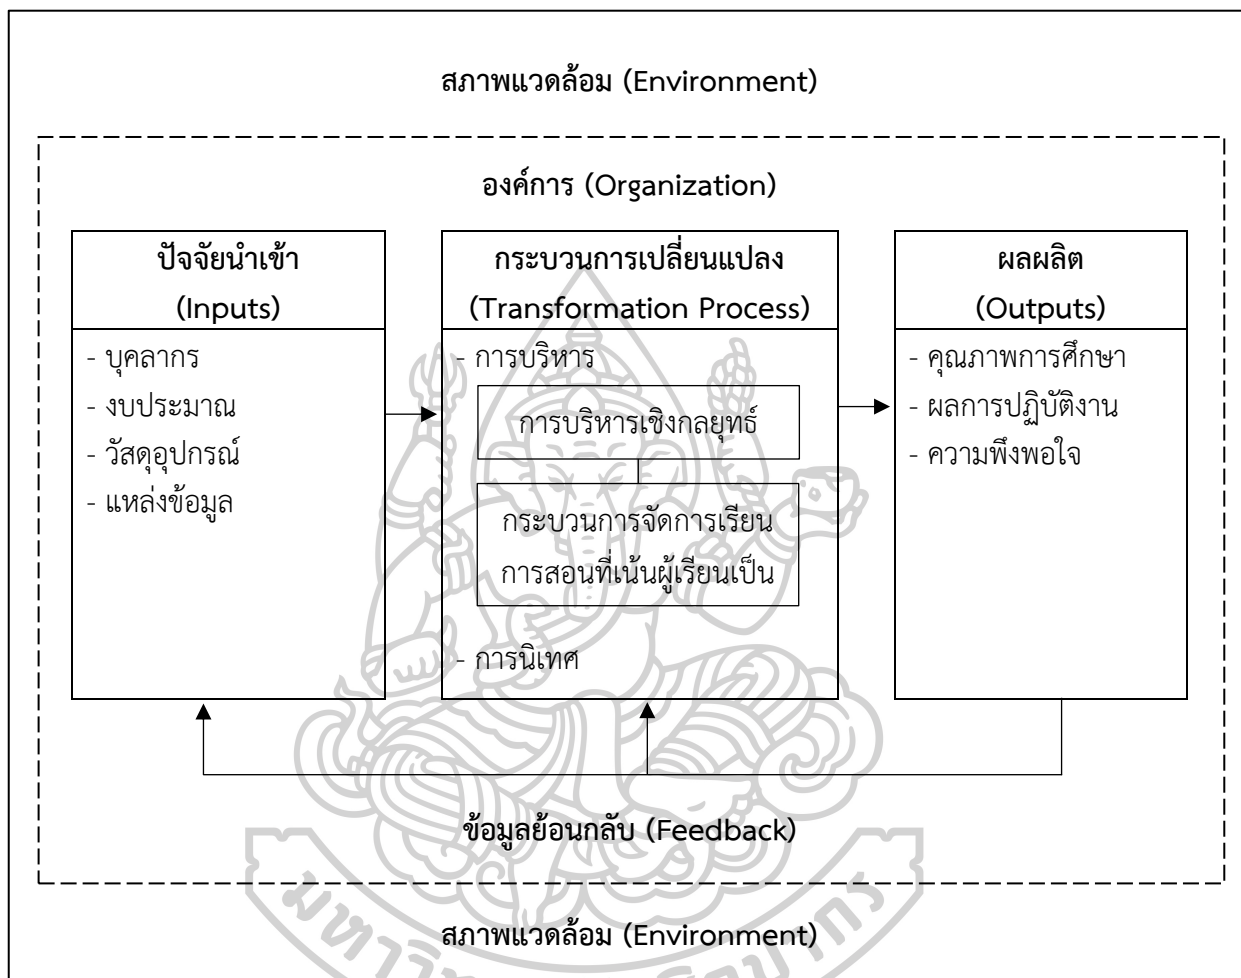 สภาพแวดล้อม (Environment)
องค์การ (Organization)
ปัจจัยนำเข้า
(Inputs)
- บุคลากร
- งบประมาณ
- วัสดุอุปกรณ์
- แหล่งข้อมูล
กระบวนการเปลี่ยนแปลง
(Transformation Process)
- การบริหาร
การบริหารเชิงกลยุทธ์
กระบวนการจัดการเรียน
การสอนที่เน้นผู้เรียนเป็น
- การนิเทศ
ผลผลิต
(Outputs)
- คุณภาพการศึกษา
- ผลการปฏิบัติงาน
- ความพึงพอใจ
ข้อมูลย้อนกลับ (Feedback)
สภาพแวดล้อม (Environment)